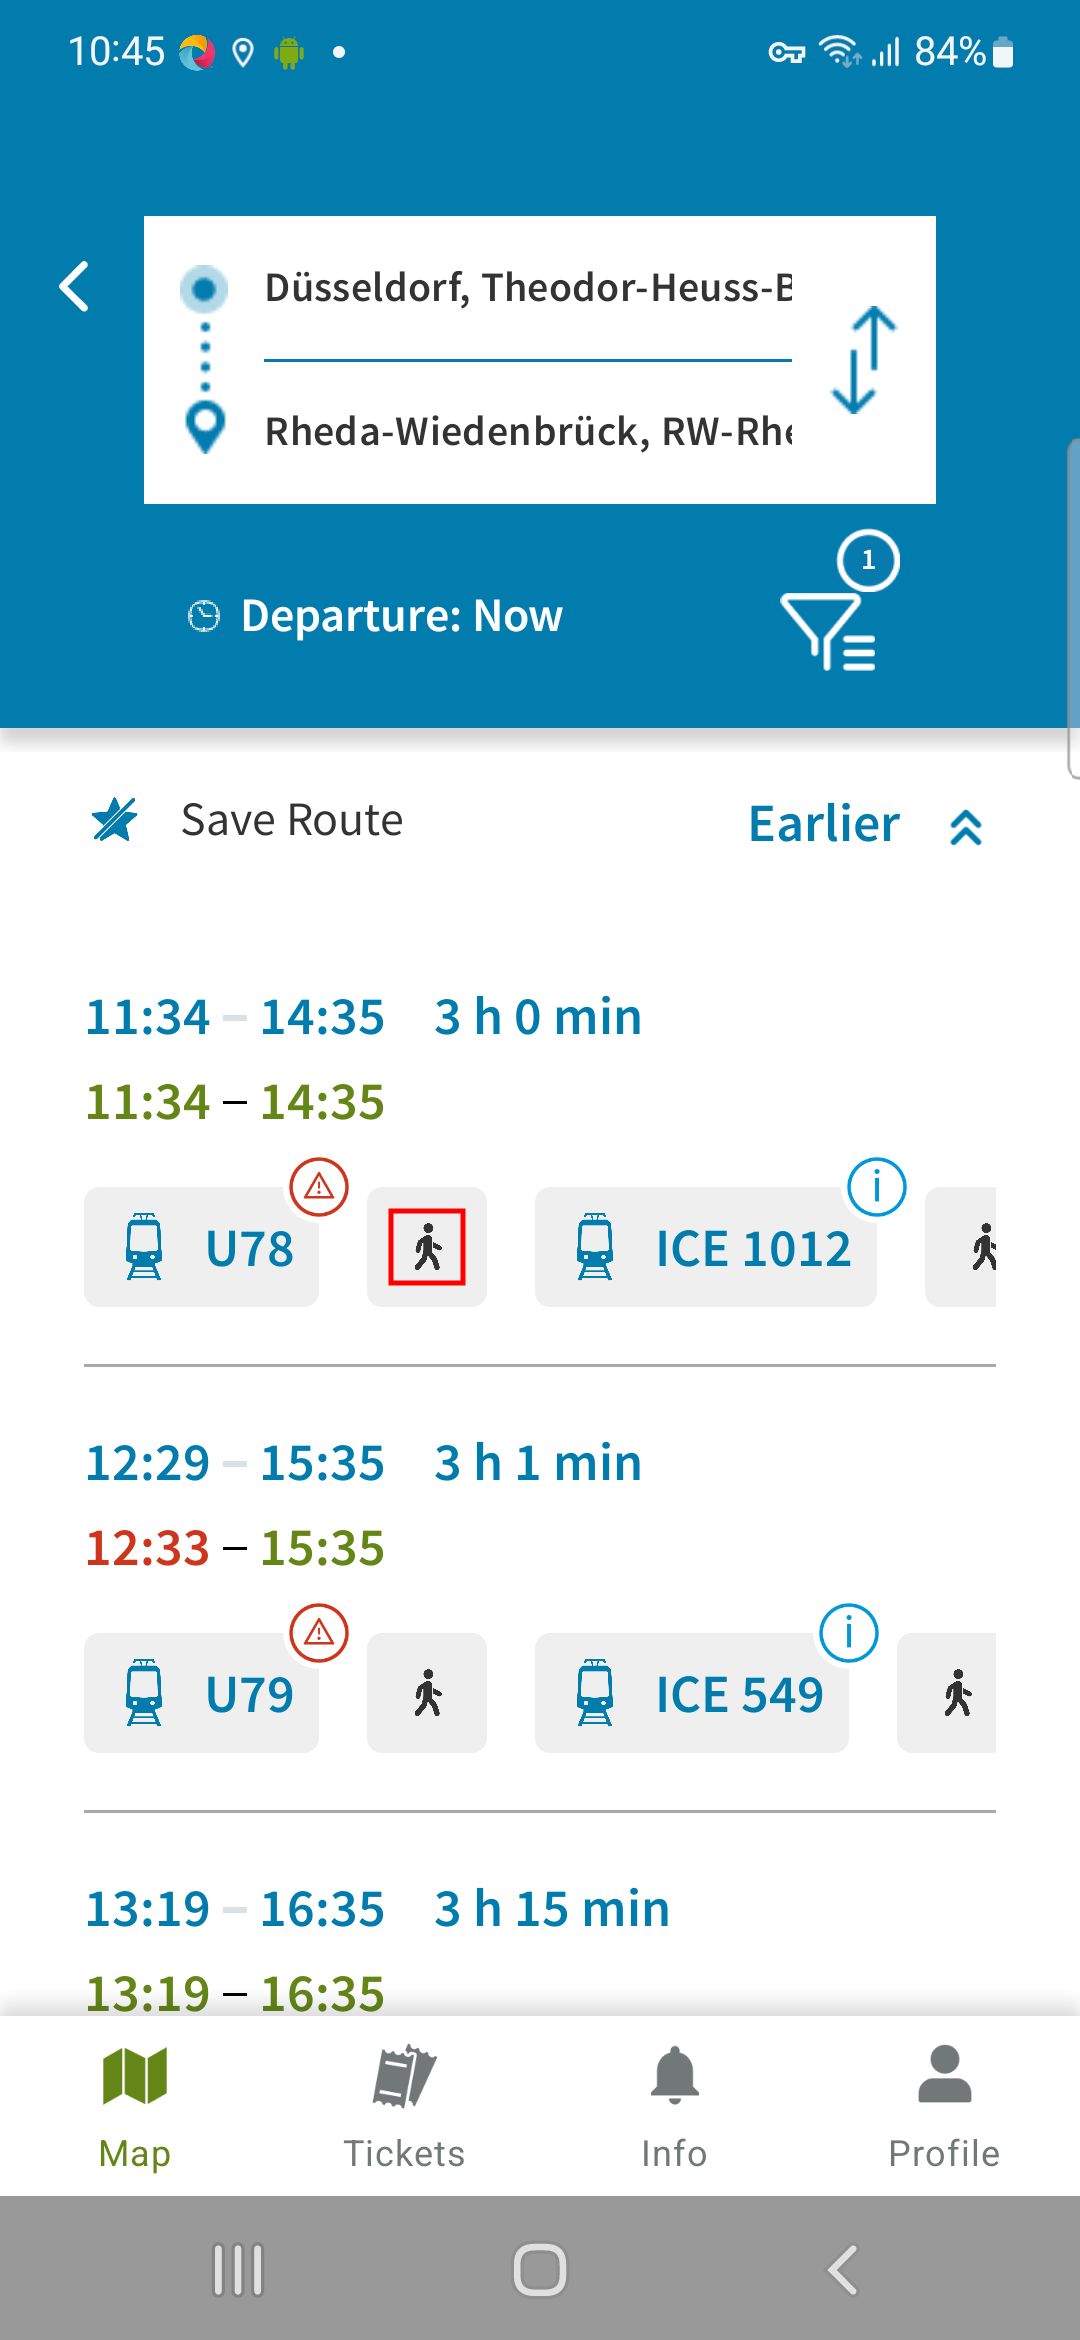 10:45
84%
Düsseldorf, Theodor-Heuss-B
Rheda-Wiedenbrück, RW-Rhe
1
Departure: Now
Save Route
Earlier
11:34 – 14:35 3 h 0 min
11:34 – 14:35
U78
ICE 1012
12:29 – 15:35 3 h 1 min
12:33 – 15:35
U79
ICE 549
13:19 – 16:35 3 h 15 min
13:19 – 16:35
Map
Tickets
Info
Profile